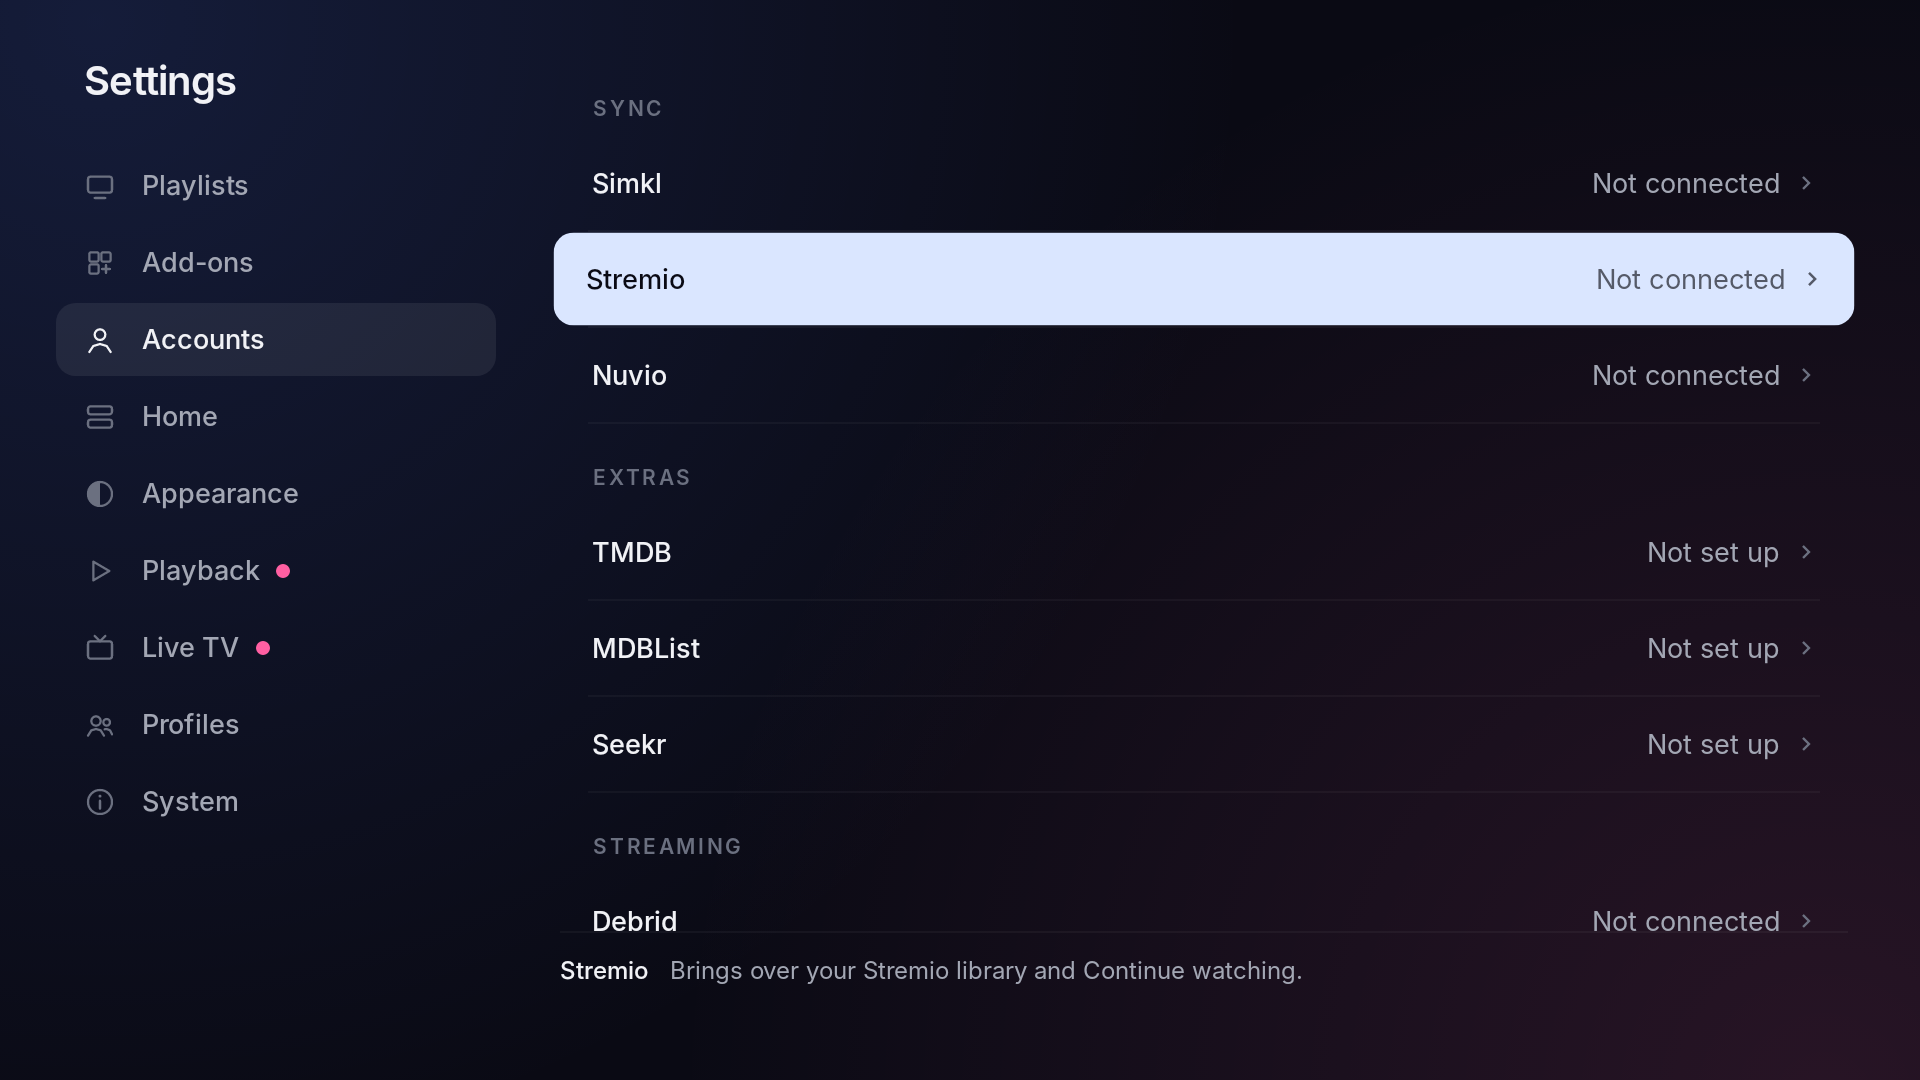 Settings
Playlists
Add-ons
Accounts
Home
Appearance
Playback
Live TV
Profiles
System
SYNC
Simkl Not connected
Stremio Not connected
Nuvio Not connected
EXTRAS
TMDB Not set up
MDBList Not set up
Seekr Not set up
STREAMING
Debrid Not connected
Stremio Brings over your Stremio library and Continue watching.